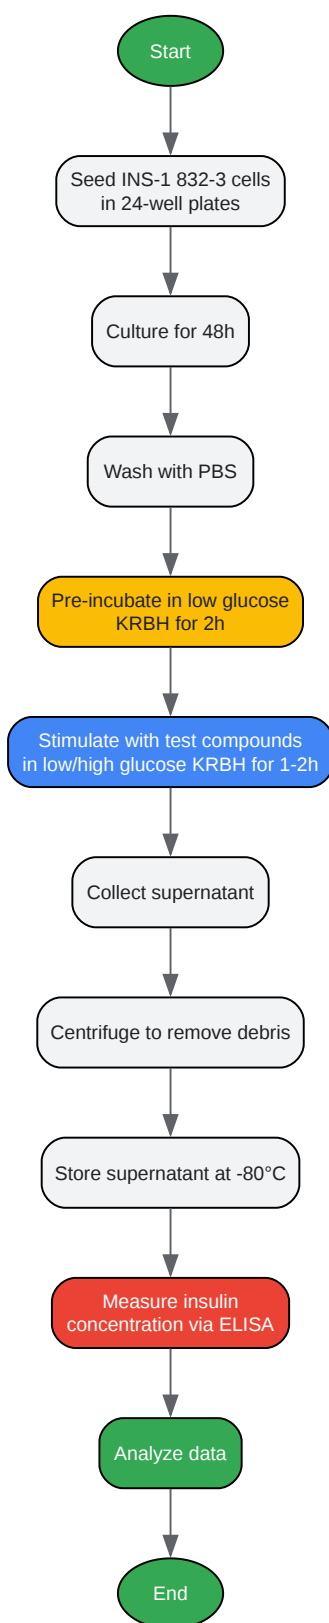 Start
Seed INS-1 832-3 cells
in 24-well plates
Culture for 48h
Wash with PBS
Pre-incubate in low glucose
KRBH for 2h
Stimulate with test compounds
in low/high glucose KRBH for 1-2h
Collect supernatant
Centrifuge to remove debris
Store supernatant at -80°C
Measure insulin
concentration via ELISA
Analyze data
End